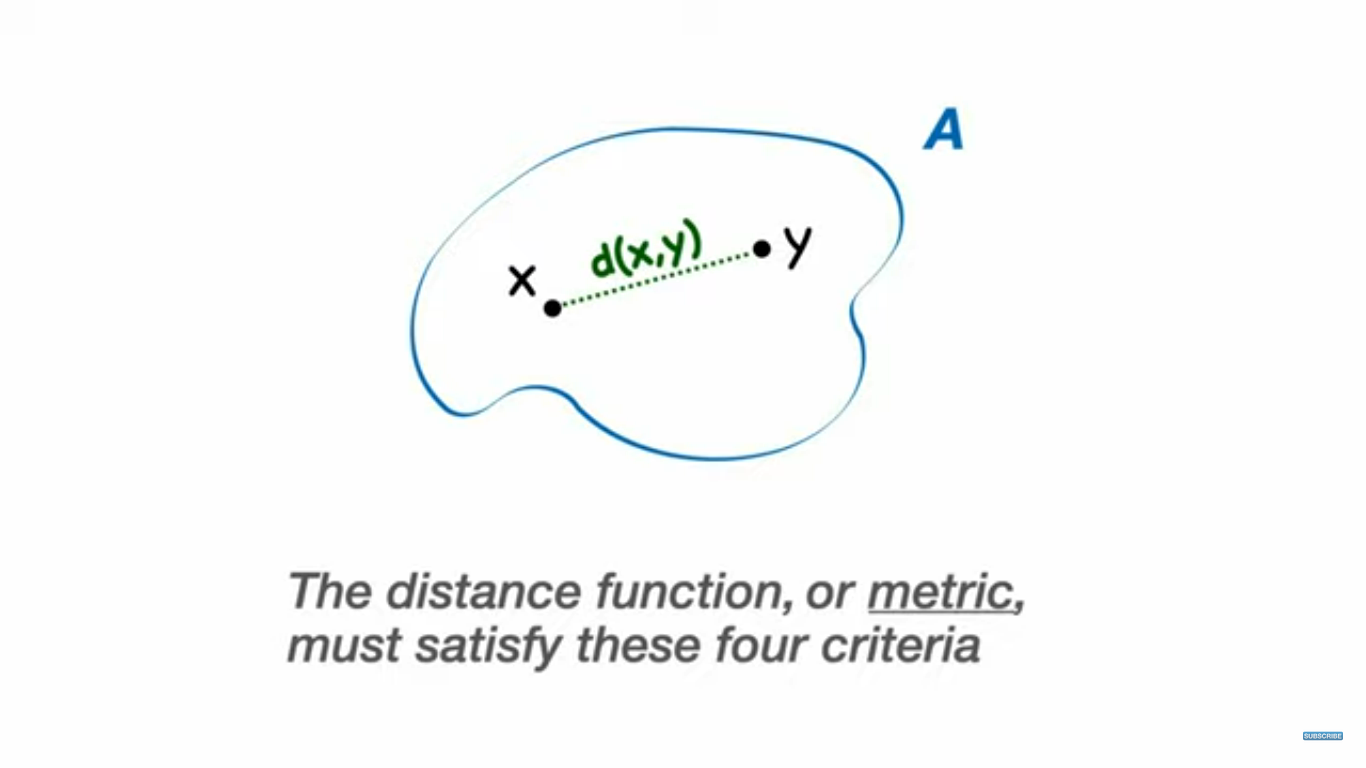 A
d(x,y)
y
x
The distance function, or metric,
must satisfy these four criteria
SUBSCRIBE